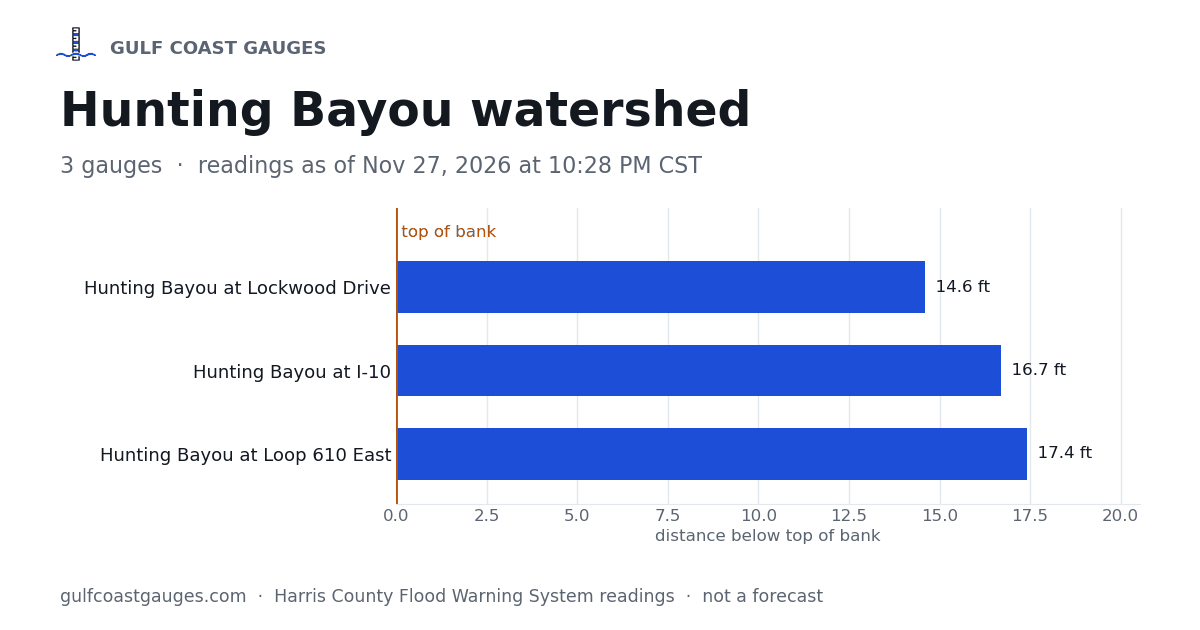 GULF COAST GAUGES
Hunting Bayou watershed
3 gauges · readings as of Nov 27, 2026 at 10:28 PM CST
top of bank
Hunting Bayou at Lockwood Drive 14.6 ft
Hunting Bayou at I-10 16.7 ft
Hunting Bayou at Loop 610 East 17.4 ft
0.0 2.5 5.0 7.5 10.0 12.5 15.0 17.5 20.0
distance below top of bank
gulfcoastgauges.com · Harris County Flood Warning System readings · not a forecast